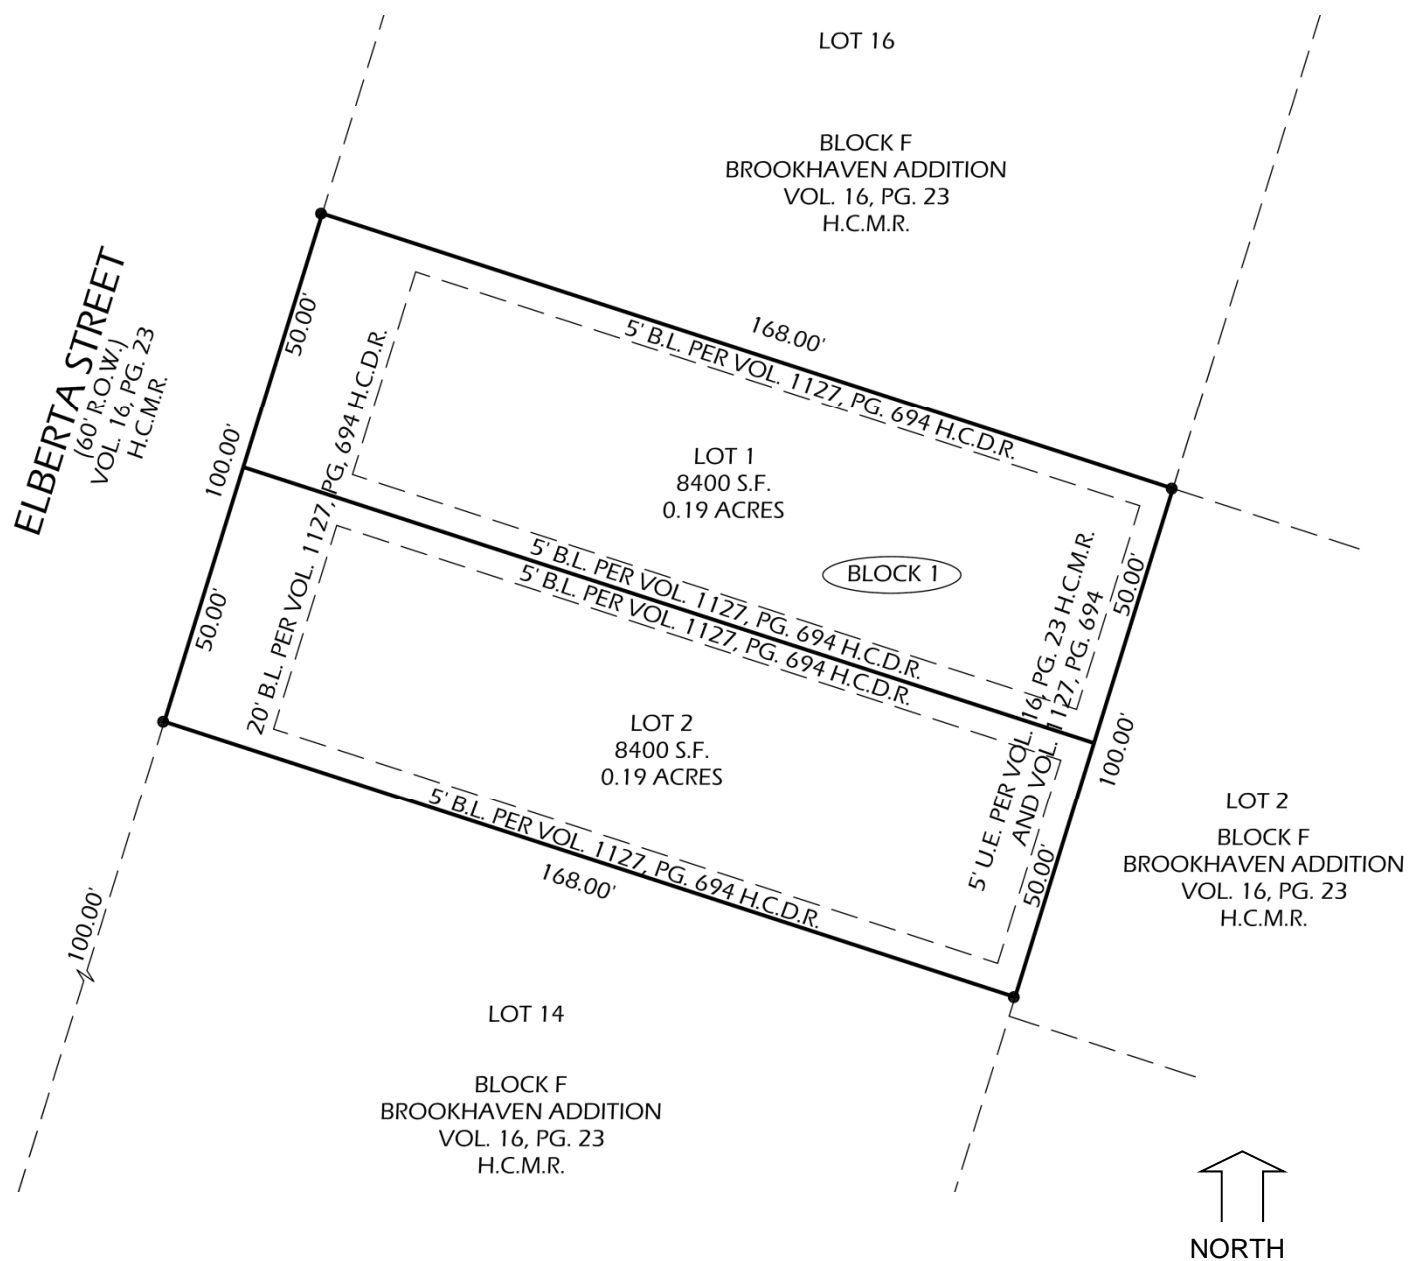 LOT 16
BLOCK F
BROOKHAVEN ADDITION
VOL. 16, PG. 23
H.C.M.R.
ELBERTA STREET
(60' R.O.W.)
VOL. 16, PG. 23
H.C.M.R.
50.00'
100.00'
50.00'
168.00'
5' B.L. PER VOL. 1127, PG. 694 H.C.D.R.
20' B.L. PER VOL. 1127, PG, 694 H.C.D.R.
LOT 1
8400 S.F.
0.19 ACRES
BLOCK 1
5' B.L. PER VOL. 1127, PG. 694 H.C.D.R.
5' B.L. PER VOL. 1127, PG. 694 H.C.D.R.
5' U.E. PER VOL. 16, PG. 23 H.C.M.R.
AND VOL. 1127, PG. 694
50.00'
100.00'
50.00'
LOT 2
8400 S.F.
0.19 ACRES
5' B.L. PER VOL. 1127, PG. 694 H.C.D.R.
168.00'
LOT 2
BLOCK F
BROOKHAVEN ADDITION
VOL. 16, PG. 23
H.C.M.R.
100.00'
LOT 14
BLOCK F
BROOKHAVEN ADDITION
VOL. 16, PG. 23
H.C.M.R.
NORTH